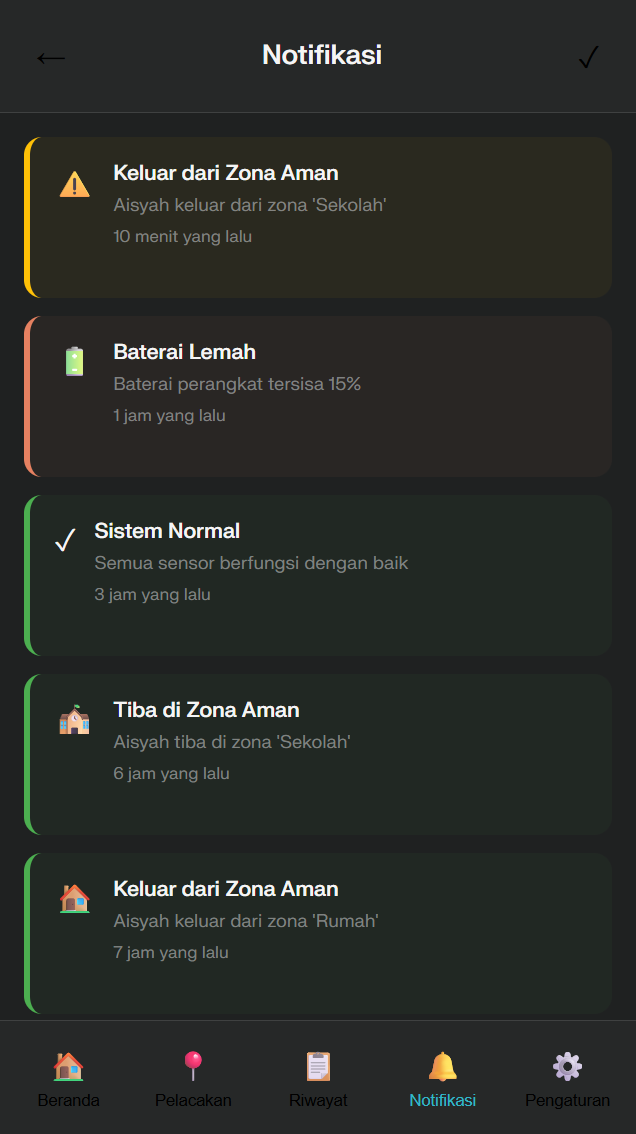 Notifikasi
Keluar dari Zona Aman
Aisyah keluar dari zona 'Sekolah'
10 menit yang lalu
Baterai Lemah
Baterai perangkat tersisa 15%
1 jam yang lalu
Sistem Normal
Semua sensor berfungsi dengan baik
3 jam yang lalu
Tiba di Zona Aman
Aisyah tiba di zona 'Sekolah'
6 jam yang lalu
Keluar dari Zona Aman
Aisyah keluar dari zona 'Rumah'
7 jam yang lalu
Beranda Pelacakan Riwayat Notifikasi Pengaturan